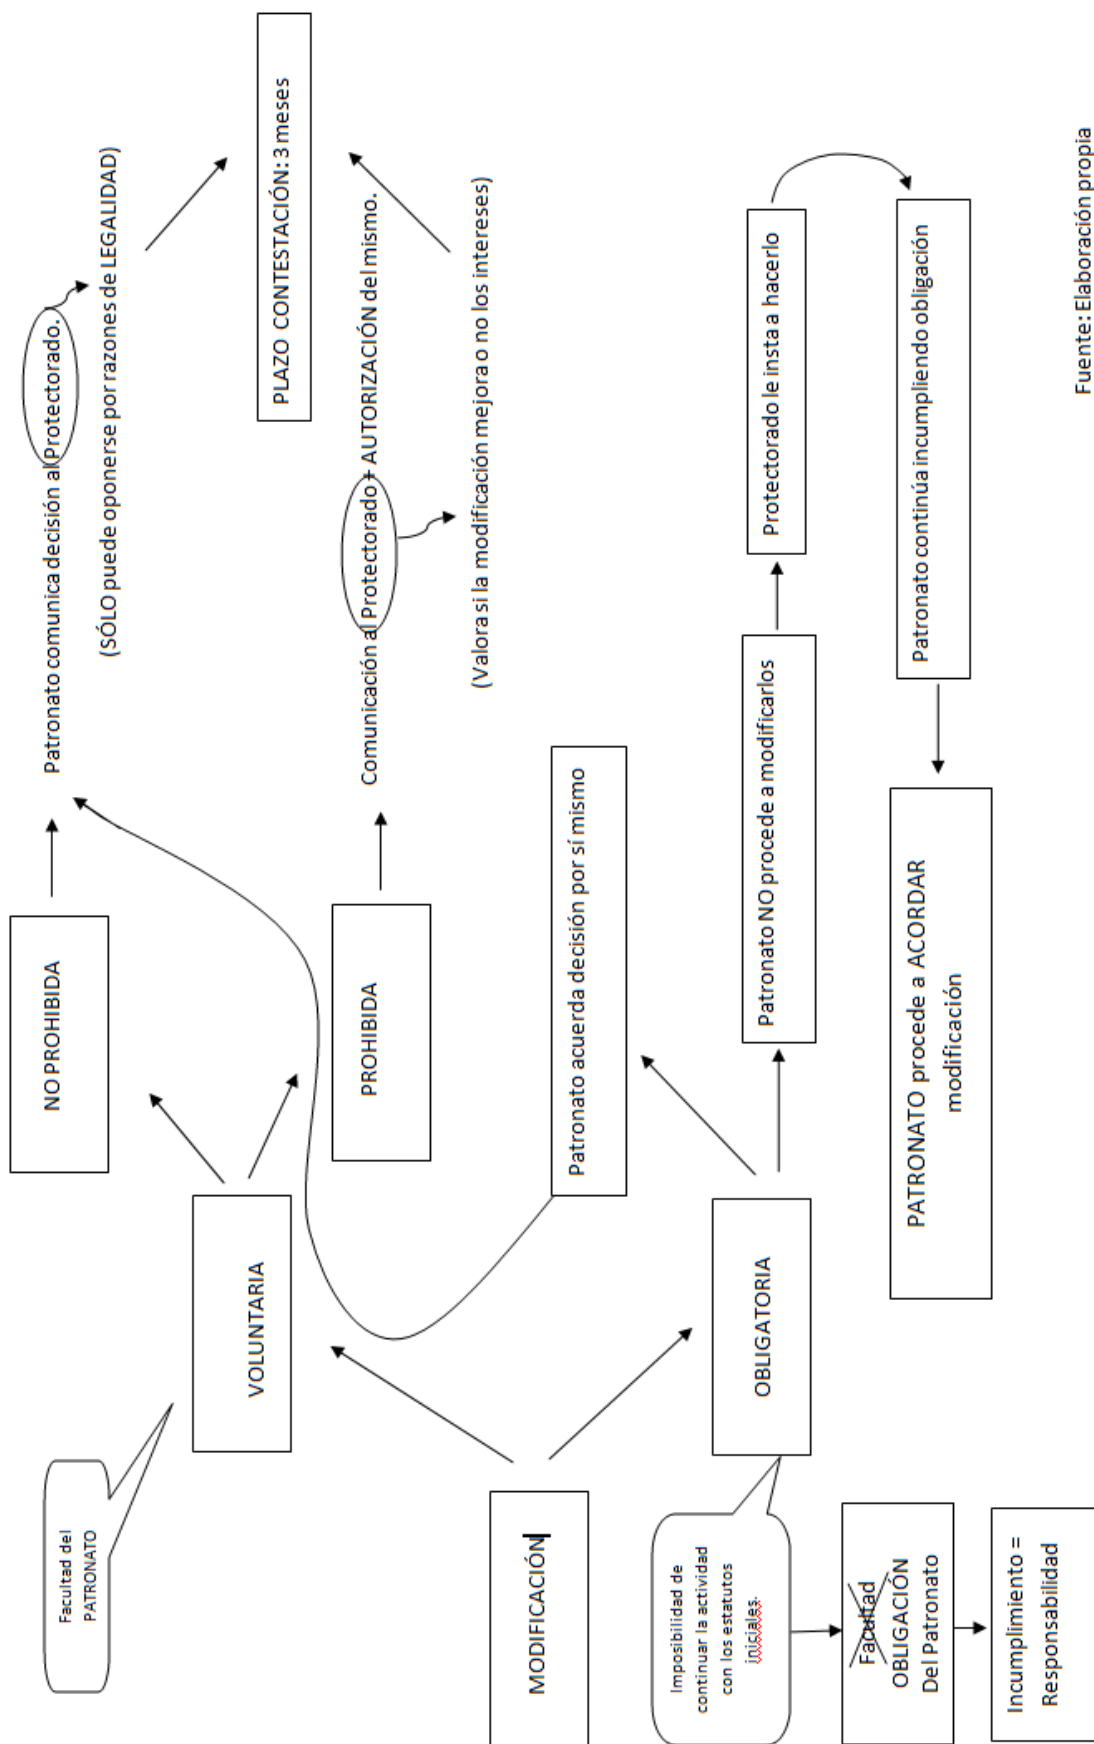 Facultad del
PATRONATO
MODIFICACIÓN
VOLUNTARIA
NO PROHIBIDA
Patronato comunica decisión al Protectorado.
(SÓLO puede oponerse por razones de LEGALIDAD)
PLAZO CONTESTACIÓN: 3 meses
PROHIBIDA
Comunicación al Protectorado + AUTORIZACIÓN del mismo.
(Valora si la modificación mejora o no los intereses)
Patronato acuerda decisión por sí mismo
Imposibilidad de
continuar la actividad
con los estatutos
iniciales.
OBLIGATORIA
Patronato NO procede a modificarlos
Protectorado le insta a hacerlo
Facultad
OBLIGACIÓN
Del Patronato
Patronato continúa incumpliendo obligación
PATRONATO procede a ACORDAR
modificación
Incumplimiento =
Responsabilidad
Fuente: Elaboración propia